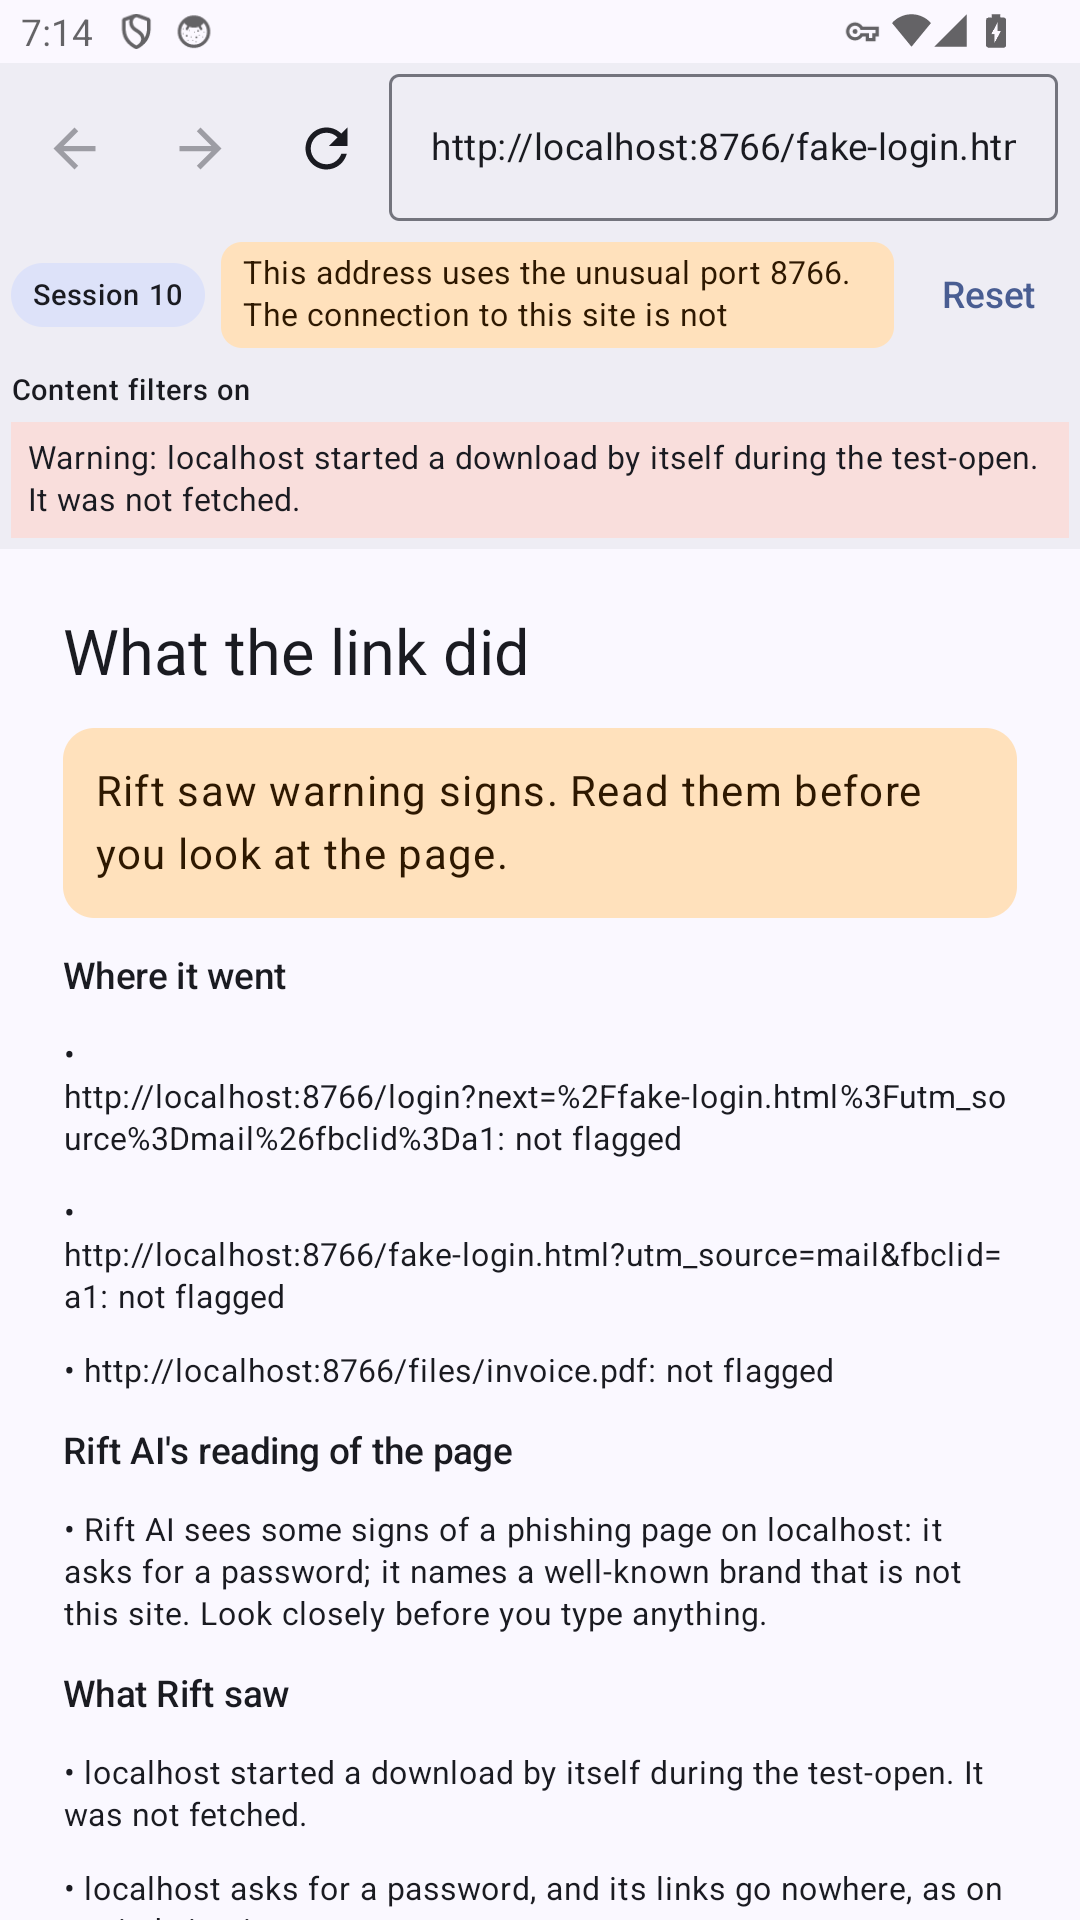 7:14
http://localhost:8766/fake-login.htr
Session 10
This address uses the unusual port 8766.
The connection to this site is not
Reset
Content filters on
Warning: localhost started a download by itself during the test-open.
It was not fetched.
What the link did
Rift saw warning signs. Read them before
you look at the page.
Where it went
•
http://localhost:8766/login?next=%2Ffake-login.html%3Futm_so
urce%3Dmail%26fbclid%3Da1: not flagged
•
http://localhost:8766/fake-login.html?utm_source=mail&fbclid=
a1: not flagged
• http://localhost:8766/files/invoice.pdf: not flagged
Rift AI's reading of the page
• Rift AI sees some signs of a phishing page on localhost: it
asks for a password; it names a well-known brand that is not
this site. Look closely before you type anything.
What Rift saw
• localhost started a download by itself during the test-open. It
was not fetched.
• localhost asks for a password, and its links go nowhere, as on